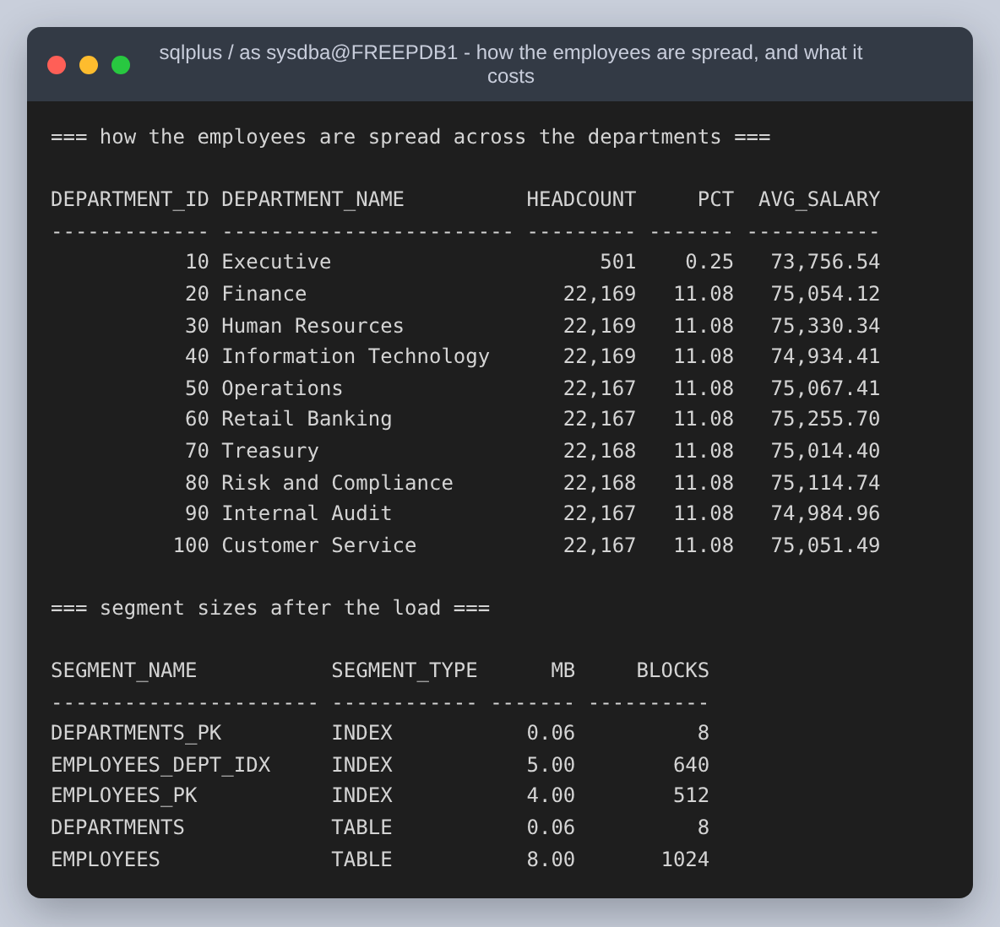 sqlplus / as sysdba@FREEPDB1 - how the employees are spread, and what it
costs
=== how the employees are spread across the departments ===
DEPARTMENT_ID DEPARTMENT_NAME          HEADCOUNT     PCT  AVG_SALARY
------------- ------------------------ --------- ------- -----------
           10 Executive                      501    0.25   73,756.54
           20 Finance                     22,169   11.08   75,054.12
           30 Human Resources             22,169   11.08   75,330.34
           40 Information Technology      22,169   11.08   74,934.41
           50 Operations                  22,167   11.08   75,067.41
           60 Retail Banking              22,167   11.08   75,255.70
           70 Treasury                    22,168   11.08   75,014.40
           80 Risk and Compliance         22,168   11.08   75,114.74
           90 Internal Audit              22,167   11.08   74,984.96
          100 Customer Service            22,167   11.08   75,051.49
=== segment sizes after the load ===
SEGMENT_NAME           SEGMENT_TYPE      MB     BLOCKS
---------------------- ------------ ------- ----------
DEPARTMENTS_PK         INDEX           0.06          8
EMPLOYEES_DEPT_IDX     INDEX           5.00        640
EMPLOYEES_PK           INDEX           4.00        512
DEPARTMENTS            TABLE           0.06          8
EMPLOYEES              TABLE           8.00       1024